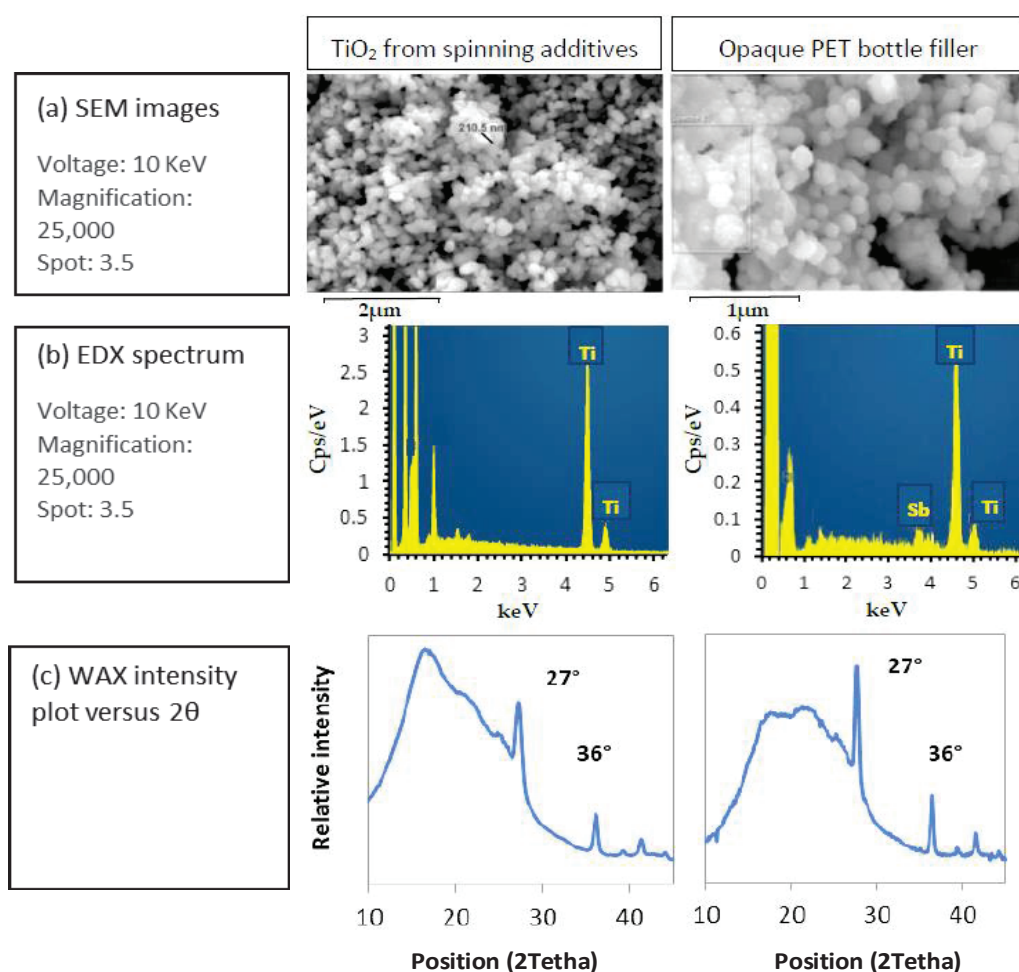 TiO2 from spinning additives
Opaque PET bottle filler
(a) SEM images
Voltage: 10 KeV
Magnification:
25,000
Spot: 3.5
210.5 nm
2µm
1µm
(b) EDX spectrum
Voltage: 10 KeV
Magnification:
25,000
Spot: 3.5
Cps/eV
3
2.5
2
1.5
1
0.5
0
Ti
Ti
0 1 2 3 4 5 6
keV
Cps/eV
0.6
0.5
0.4
0.3
0.2
0.1
0
Ti
Sb
Ti
0 1 2 3 4 5 6
keV
(c) WAX intensity
plot versus 2θ
Relative intensity
27°
36°
10 20 30 40
Position (2Tetha)
27°
36°
10 20 30 40
Position (2Tetha)